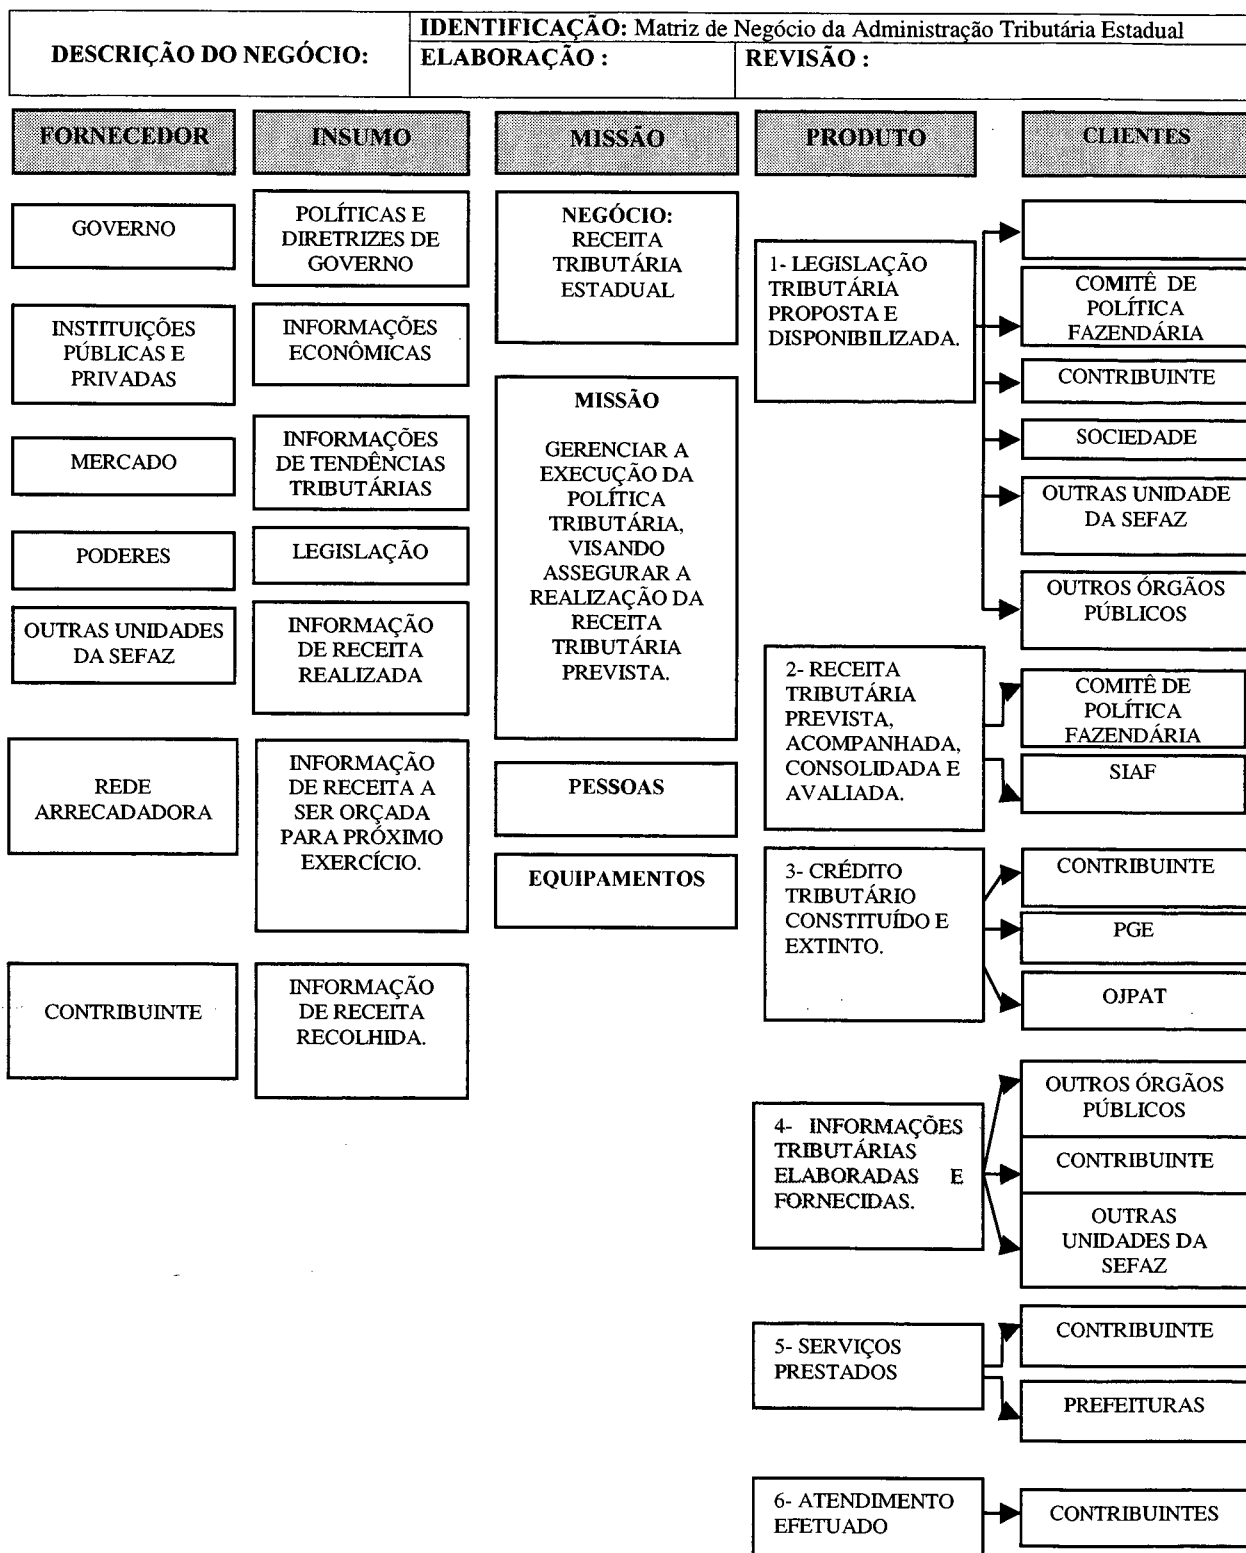 DESCRIÇÃO DO NEGÓCIO:
IDENTIFICAÇÃO: Matriz de Negócio da Administração Tributária Estadual
ELABORAÇÃO :
REVISÃO :
FORNECEDOR
INSUMO
MISSÃO
PRODUTO
CLIENTES
GOVERNO
INSTITUIÇÕES
PÚBLICAS E
PRIVADAS
MERCADO
PODERES
OUTRAS UNIDADES
DA SEFAZ
REDE
ARRECADADORA
CONTRIBUINTE
POLÍTICAS E
DIRETRIZES DE
GOVERNO
INFORMAÇÕES
ECONÔMICAS
INFORMAÇÕES
DE TENDÊNCIAS
TRIBUTÁRIAS
LEGISLAÇÃO
INFORMAÇÃO
DE RECEITA
REALIZADA
INFORMAÇÃO
DE RECEITA A
SER ORÇADA
PARA PRÓXIMO
EXERCÍCIO.
INFORMAÇÃO
DE RECEITA
RECOLHIDA.
NEGÓCIO:
RECEITA
TRIBUTÁRIA
ESTADUAL
MISSÃO
GERENCIAR A
EXECUÇÃO DA
POLÍTICA
TRIBUTÁRIA,
VISANDO
ASSEGURAR A
REALIZAÇÃO DA
RECEITA
TRIBUTÁRIA
PREVISTA.
PESSOAS
EQUIPAMENTOS
1- LEGISLAÇÃO
TRIBUTÁRIA
PROPOSTA E
DISPONIBILIZADA.
COMITÊ DE
POLÍTICA
FAZENDÁRIA
CONTRIBUINTE
SOCIEDADE
OUTRAS UNIDADE
DA SEFAZ
OUTROS ÓRGÃOS
PÚBLICOS
2- RECEITA
TRIBUTÁRIA
PREVISTA,
ACOMPANHADA,
CONSOLIDADA E
AVALIADA.
COMITÊ DE
POLÍTICA
FAZENDÁRIA
SIAF
3- CRÉDITO
TRIBUTÁRIO
CONSTITUÍDO E
EXTINTO.
CONTRIBUINTE
PGE
OJPAT
4- INFORMAÇÕES
TRIBUTÁRIAS
ELABORADAS E
FORNECIDAS.
OUTROS ÓRGÃOS
PÚBLICOS
CONTRIBUINTE
OUTRAS
UNIDADES DA
SEFAZ
5- SERVIÇOS
PRESTADOS
CONTRIBUINTE
PREFEITURAS
6- ATENDIMENTO
EFETUADO
CONTRIBUINTES